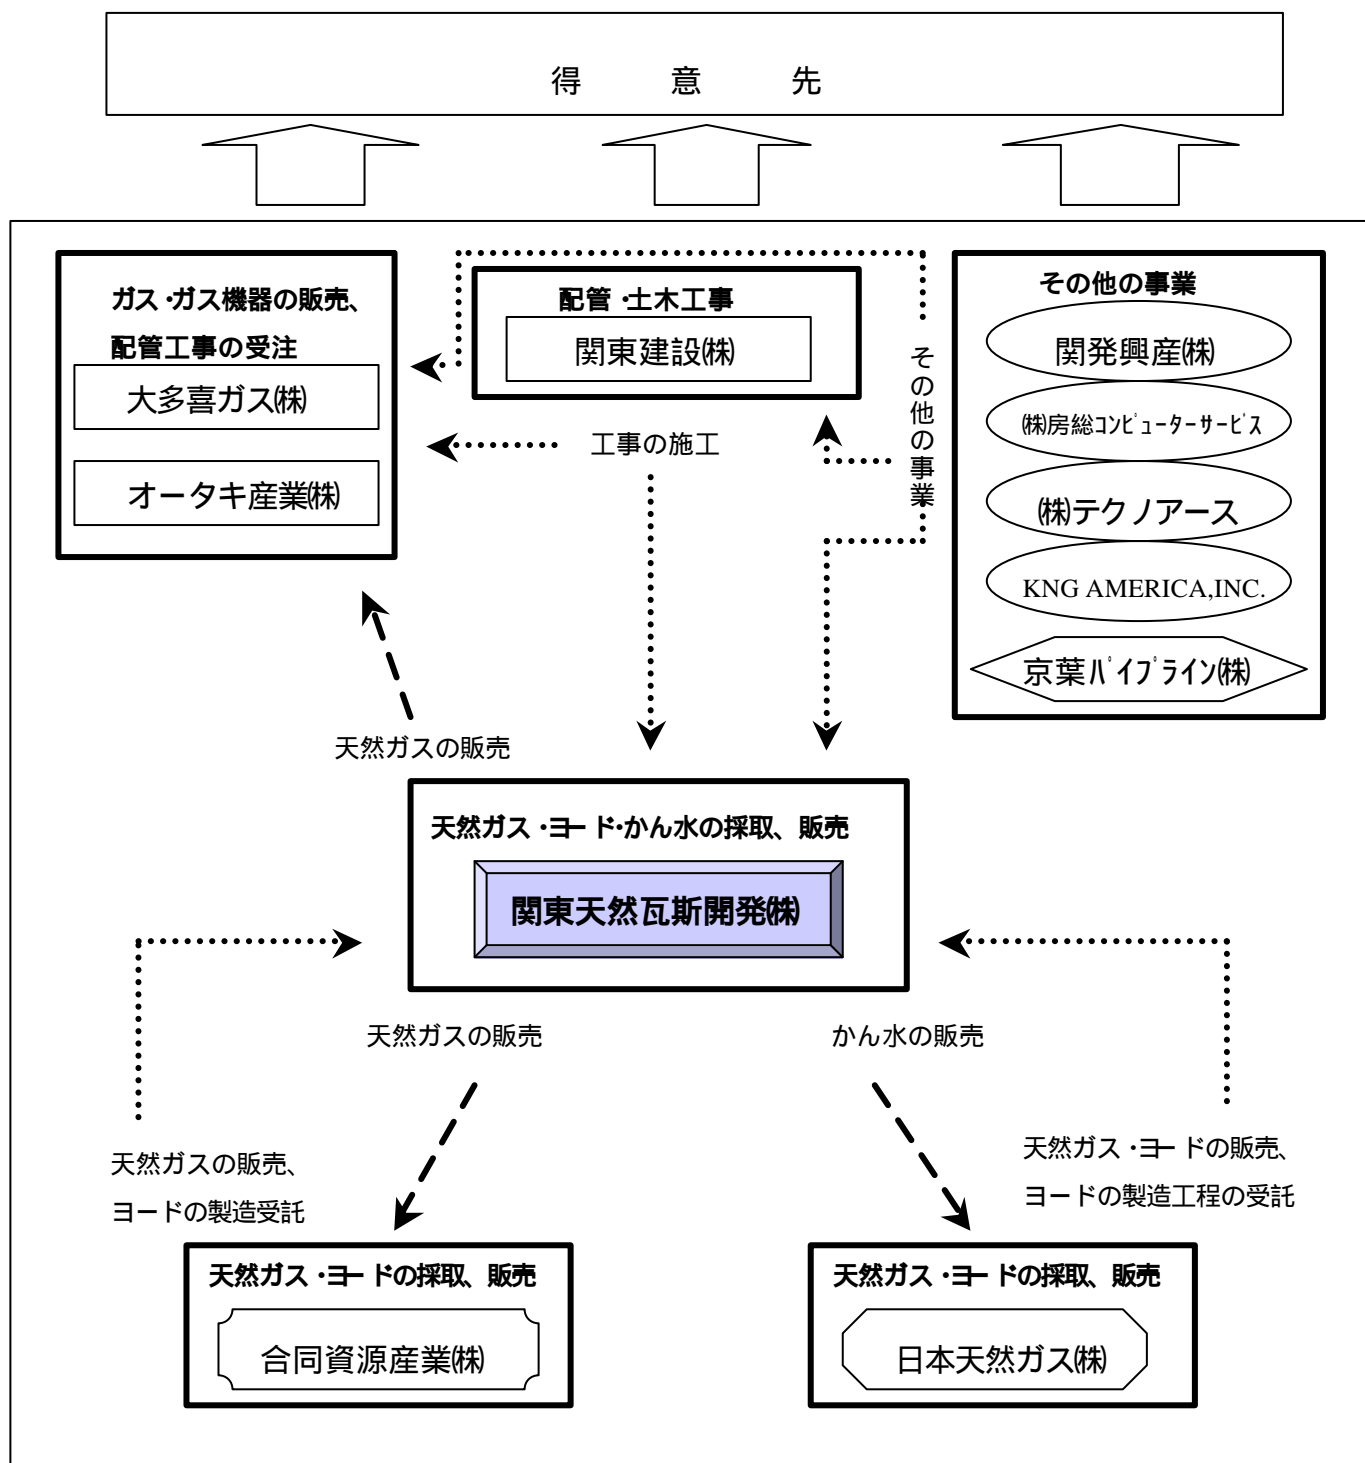 得意先
ガス・ガス機器の販売、
配管工事の受注
大多喜ガス㈱
オータキ産業㈱
配管・土木工事
関東建設㈱
工事の施工
その他の事業
その他の事業
関発興産㈱
㈱房総ｺﾝﾋﾟｭｰﾀｰｻｰﾋﾞｽ
㈱テクノアース
KNG AMERICA,INC.
京葉ﾊﾟｲﾌﾟﾗｲﾝ㈱
天然ガスの販売
天然ガス・ヨード・かん水の採取、販売
関東天然瓦斯開発㈱
天然ガスの販売
かん水の販売
天然ガスの販売、
ヨードの製造受託
天然ガス・ヨードの販売、
ヨードの製造工程の受託
天然ガス・ヨードの採取、販売
合同資源産業㈱
天然ガス・ヨードの採取、販売
日本天然ガス㈱